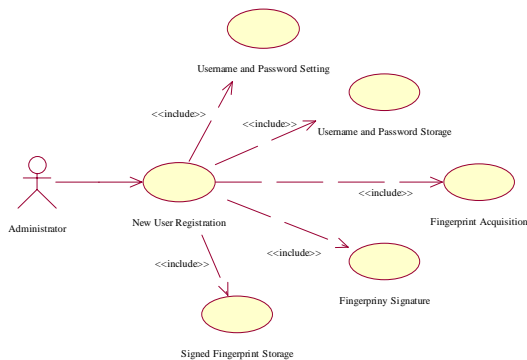 Username and Password Setting
<<include>>
<<include>>
Username and Password Storage
Administrator
New User Registration
<<include>>
Fingerprint Acquisition
<<include>>
<<include>>
Fingerpriny Signature
Signed Fingerprint Storage